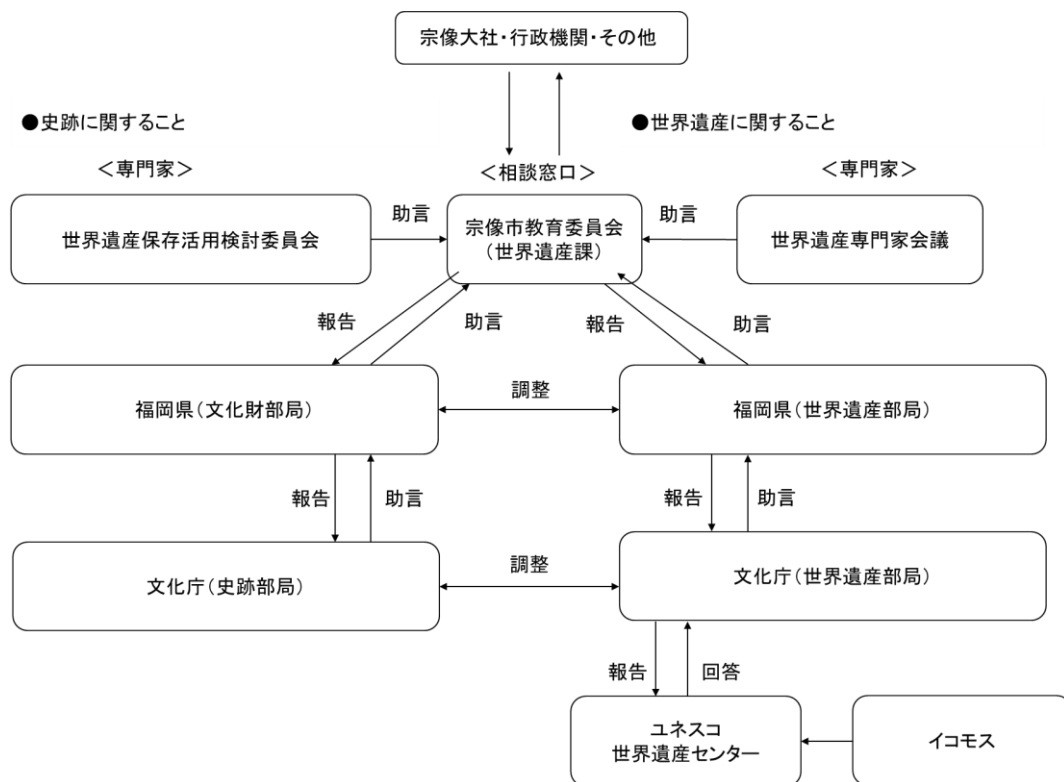 宗像大社・行政機関・その他
●史跡に関すること
●世界遺産に関すること
＜専門家＞
＜相談窓口＞
＜専門家＞
世界遺産保存活用検討委員会
助言
宗像市教育委員会
（世界遺産課）
助言
世界遺産専門家会議
報告
助言
報告
助言
福岡県（文化財部局）
調整
福岡県（世界遺産部局）
報告
助言
報告
助言
文化庁（史跡部局）
調整
文化庁（世界遺産部局）
報告
回答
ユネスコ
世界遺産センター
イコモス